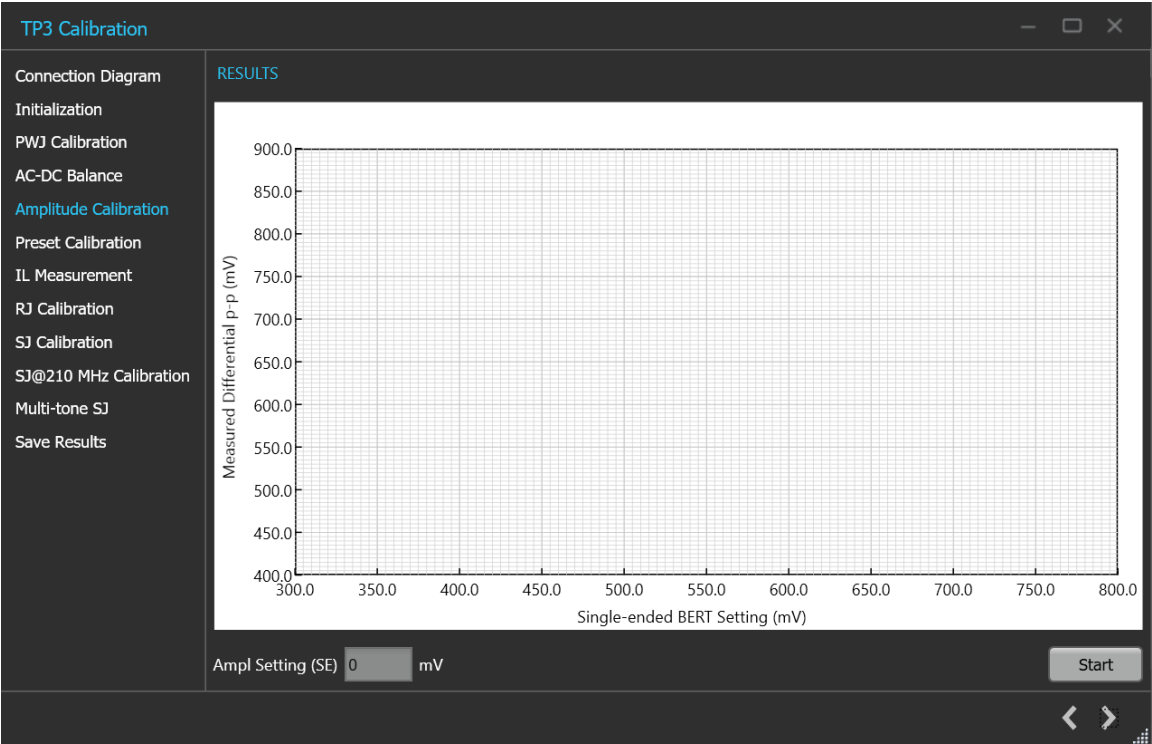 TP3 Calibration
Connection Diagram
Initialization
PWJ Calibration
AC-DC Balance
Amplitude Calibration
Preset Calibration
IL Measurement
RJ Calibration
SJ Calibration
SJ@210 MHz Calibration
Multi-tone SJ
Save Results
RESULTS
Measured Differential p-p (mV)
900.0
850.0
800.0
750.0
700.0
650.0
600.0
550.0
500.0
450.0
400.0
300.0 350.0 400.0 450.0 500.0 550.0 600.0 650.0 700.0 750.0 800.0
Single-ended BERT Setting (mV)
Ampl Setting (SE) 0 mV
Start